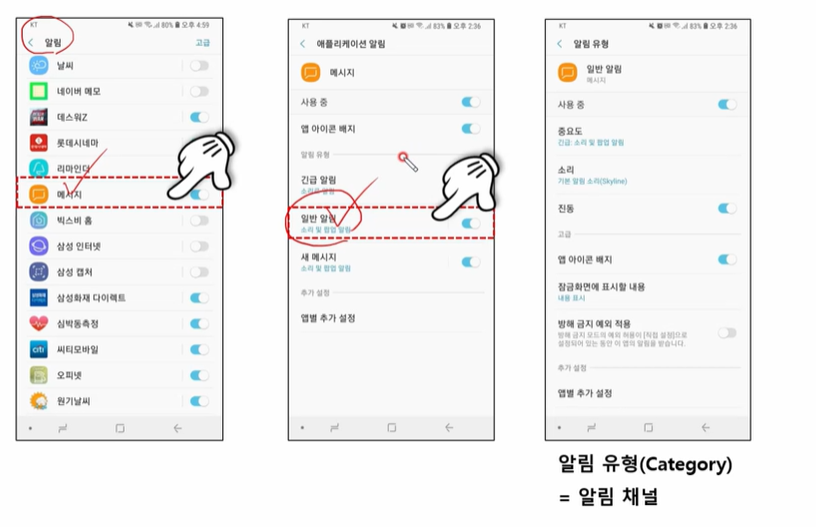 KT
80% 오후 4:59
알림
고급
날씨
네이버 메모
데스워Z
롯데시네마
리마인더
메시지
빅스비 홈
삼성 인터넷
삼성 캡처
삼성화재 다이렉트
심박동측정
citi
씨티모바일
오피넷
원기날씨
KT
83% 오후 2:36
애플리케이션 알림
메시지
사용 중
앱 아이콘 배지
알림 유형
긴급 알림
소리 및 팝업 알림
일반 알림
소리 및 팝업 알림
새 메시지
소리 및 팝업 알림
추가 설정
앱별 추가 설정
KT
83% 오후 2:36
알림 유형
일반 알림
메시지
사용 중
중요도
긴급: 소리 및 팝업 알림
소리
기본 알림 소리(Skyline)
진동
고급
앱 아이콘 배지
잠금화면에 표시할 내용
내용 표시
방해 금지 예외 적용
방해 금지 모드의 예외 허용이 [직접 설정]으로
설정되어 있는 동안 이 앱의 알림을 받습니다.
추가 설정
앱별 추가 설정
알림 유형(Category)
= 알림 채널